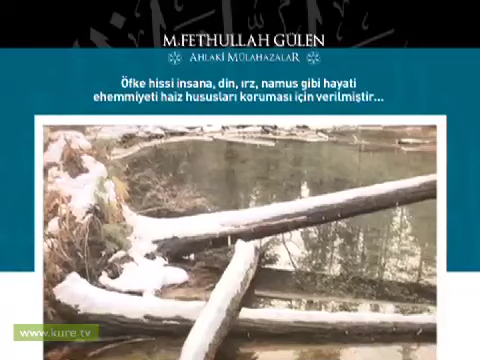 M.FETHULLAH GÜLEN
AHLAKİ MÜLAHAZALAR
Öfke hissi insana, din, ırz, namus gibi hayati
ehemmiyeti haiz hususları koruması için verilmiştir...
www.kure.tv